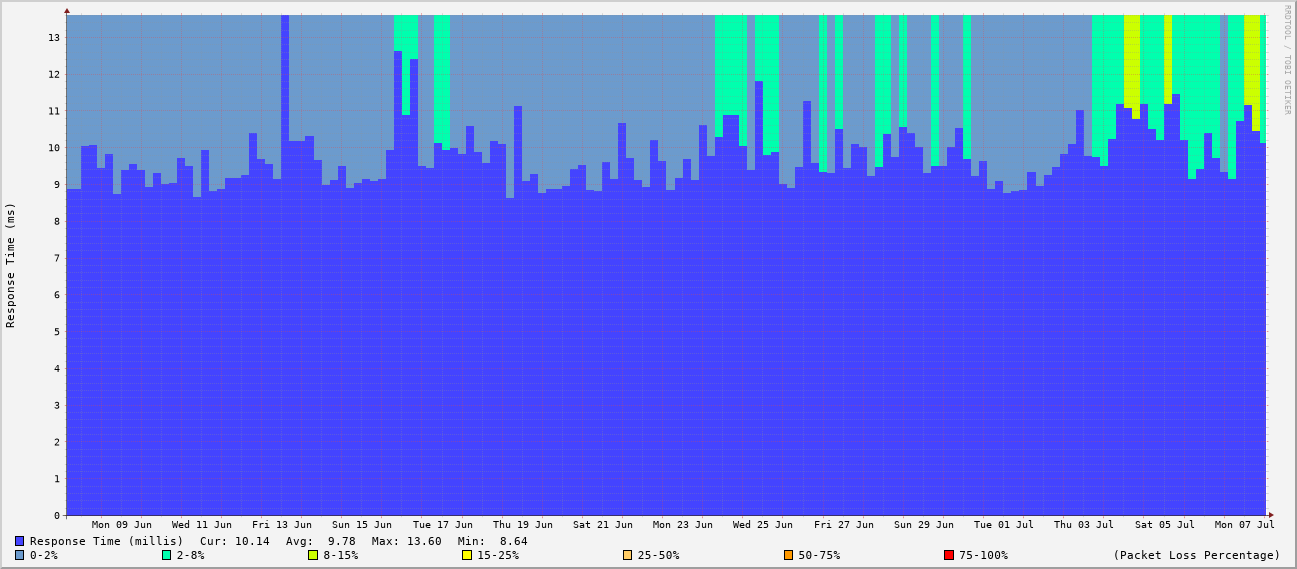 RRDTOOL / TOBI OETIKER
Response Time (ms)
13
12
11
10
9
8
7
6
5
4
3
2
1
0
Mon 09 Jun Wed 11 Jun Fri 13 Jun Sun 15 Jun Tue 17 Jun Thu 19 Jun Sat 21 Jun Mon 23 Jun Wed 25 Jun Fri 27 Jun Sun 29 Jun Tue 01 Jul Thu 03 Jul Sat 05 Jul Mon 07 Jul
Response Time (millis) Cur: 10.14 Avg: 9.78 Max: 13.60 Min: 8.64
0-2% 2-8% 8-15% 15-25% 25-50% 50-75% 75-100% (Packet Loss Percentage)